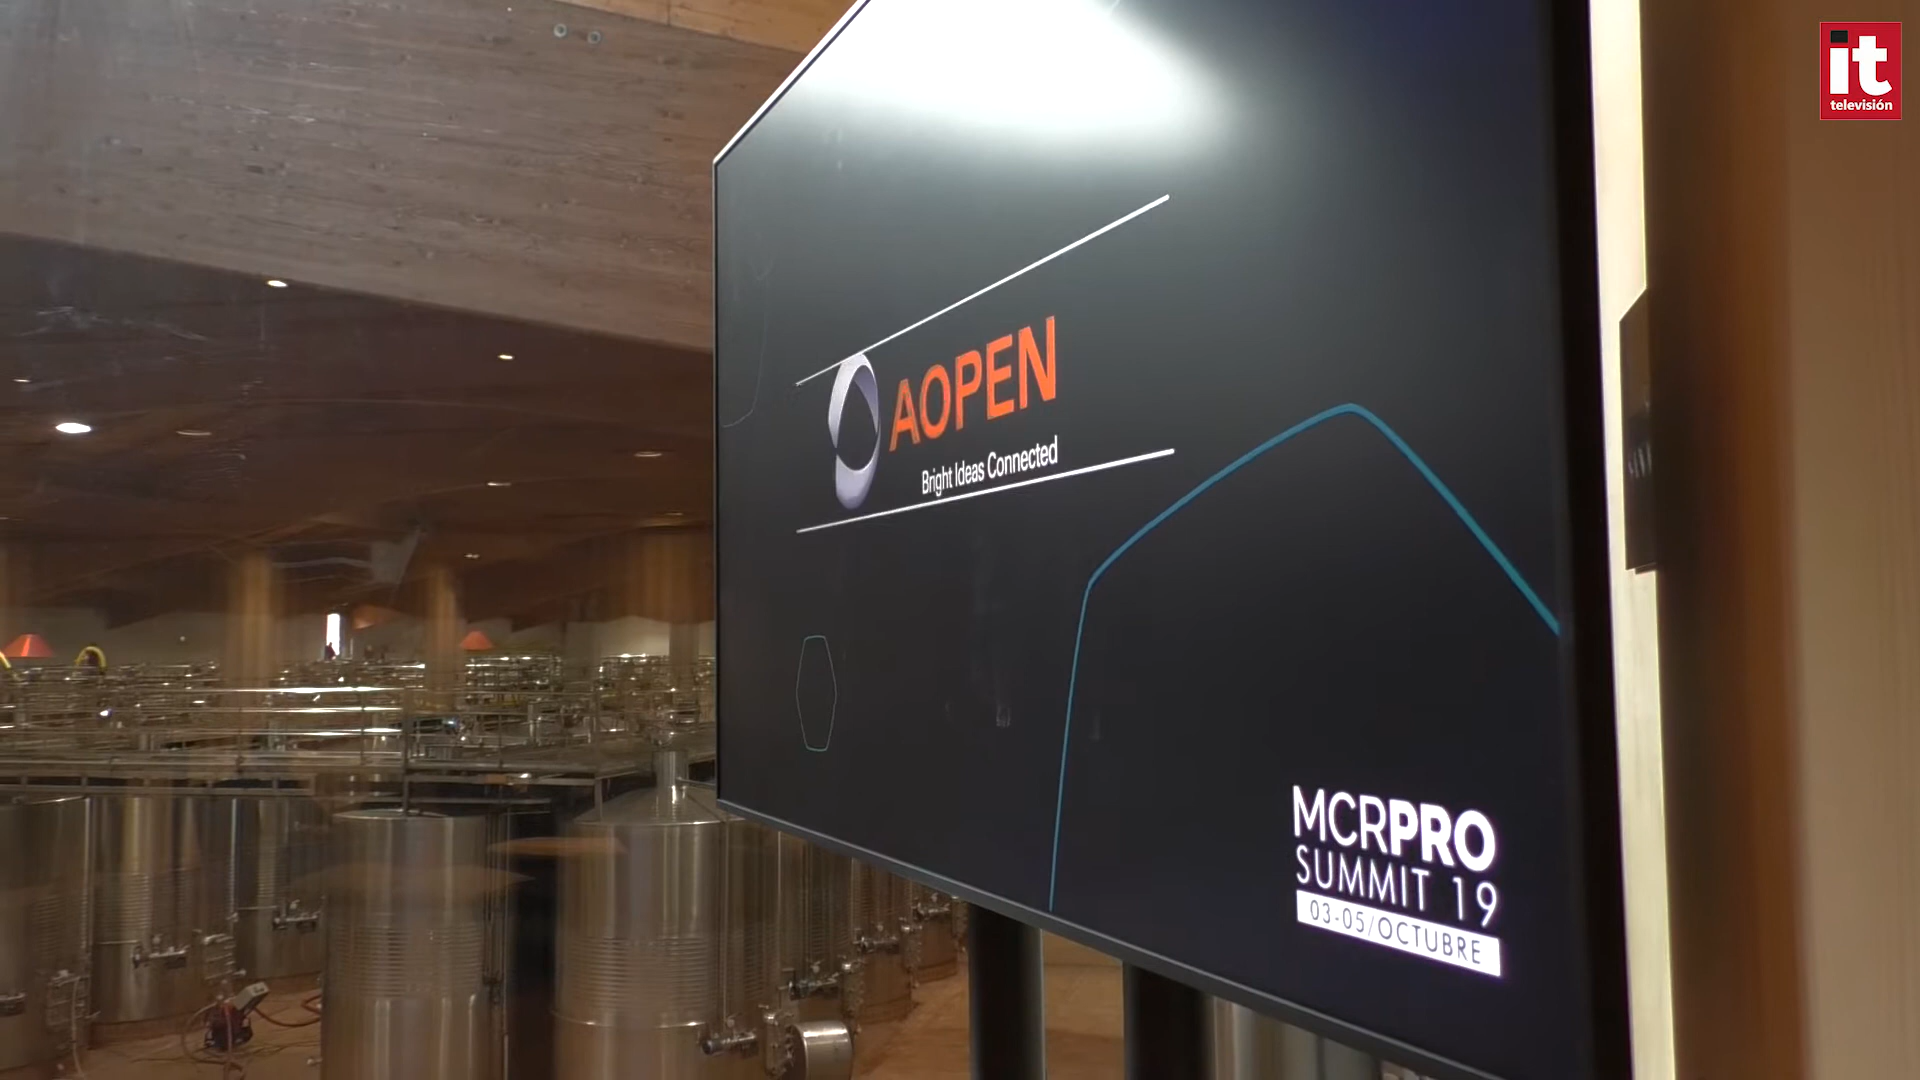 it
televisión
AOPEN
Bright Ideas Connected
MCRPRO
SUMMIT 19
03-05/OCTUBRE